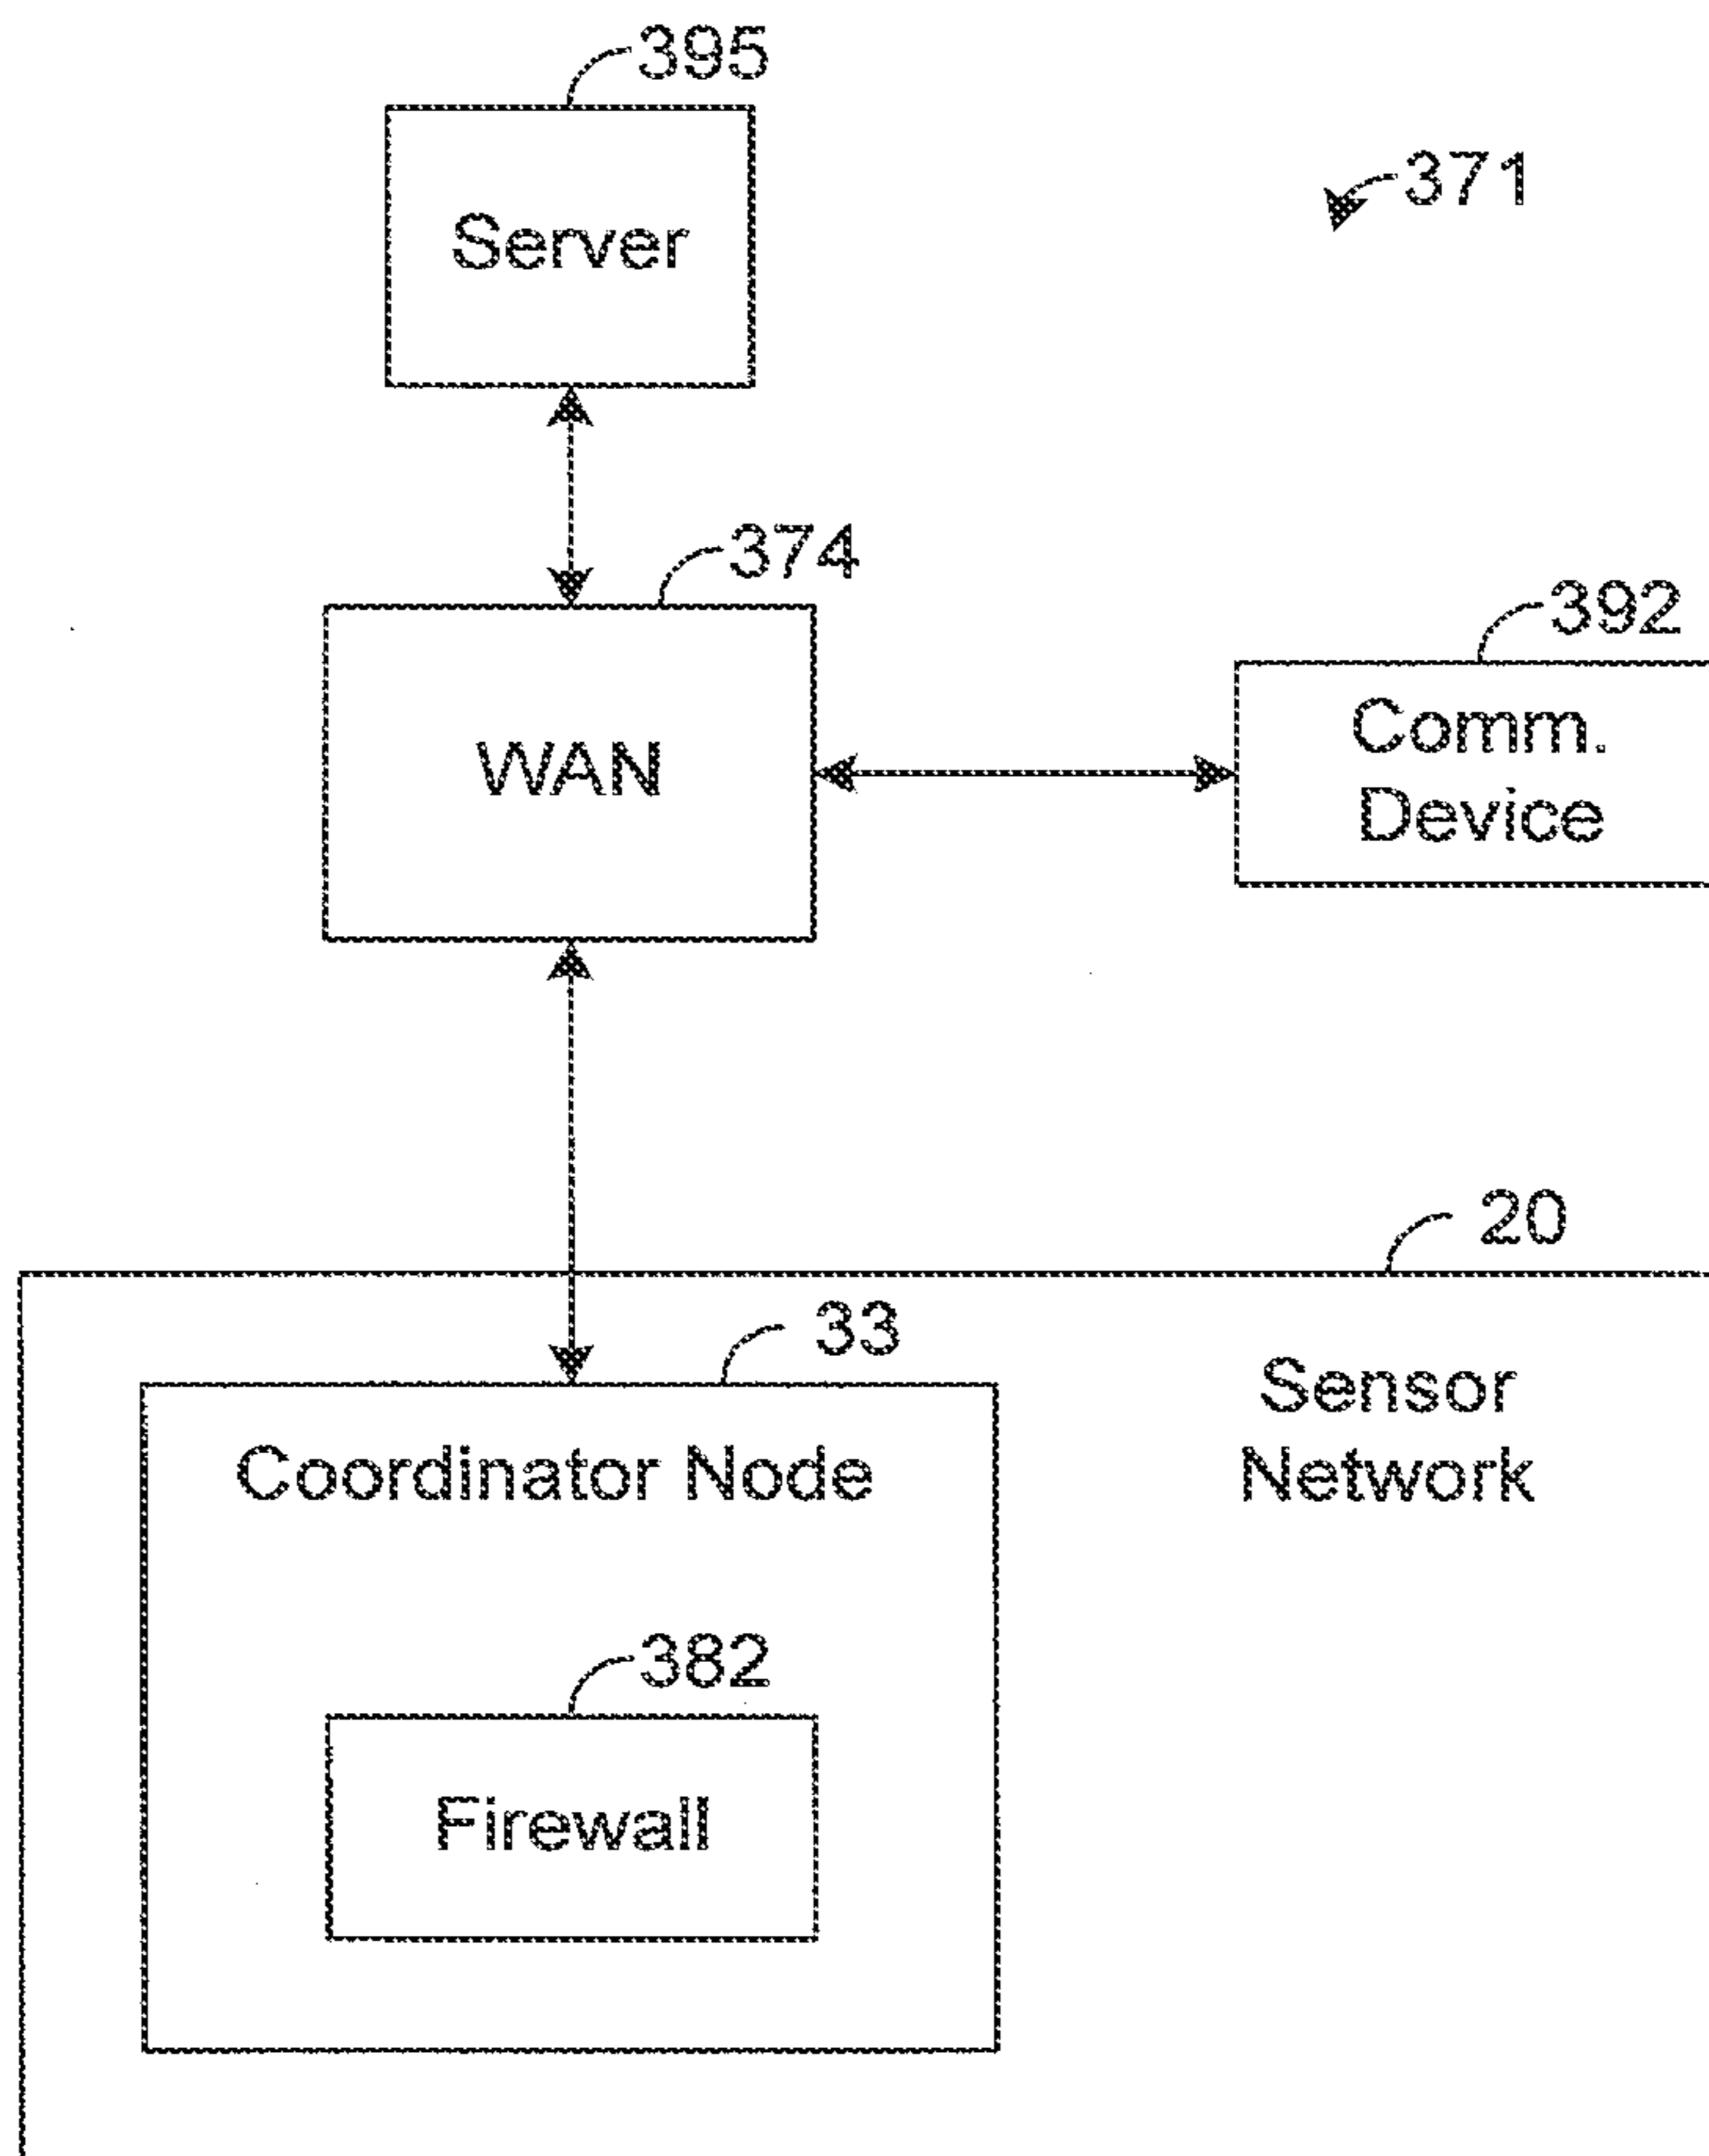 395
Server
371
374
WAN
392
Comm.
Device
20
33
Sensor
Network
Coordinator Node
382
Firewall